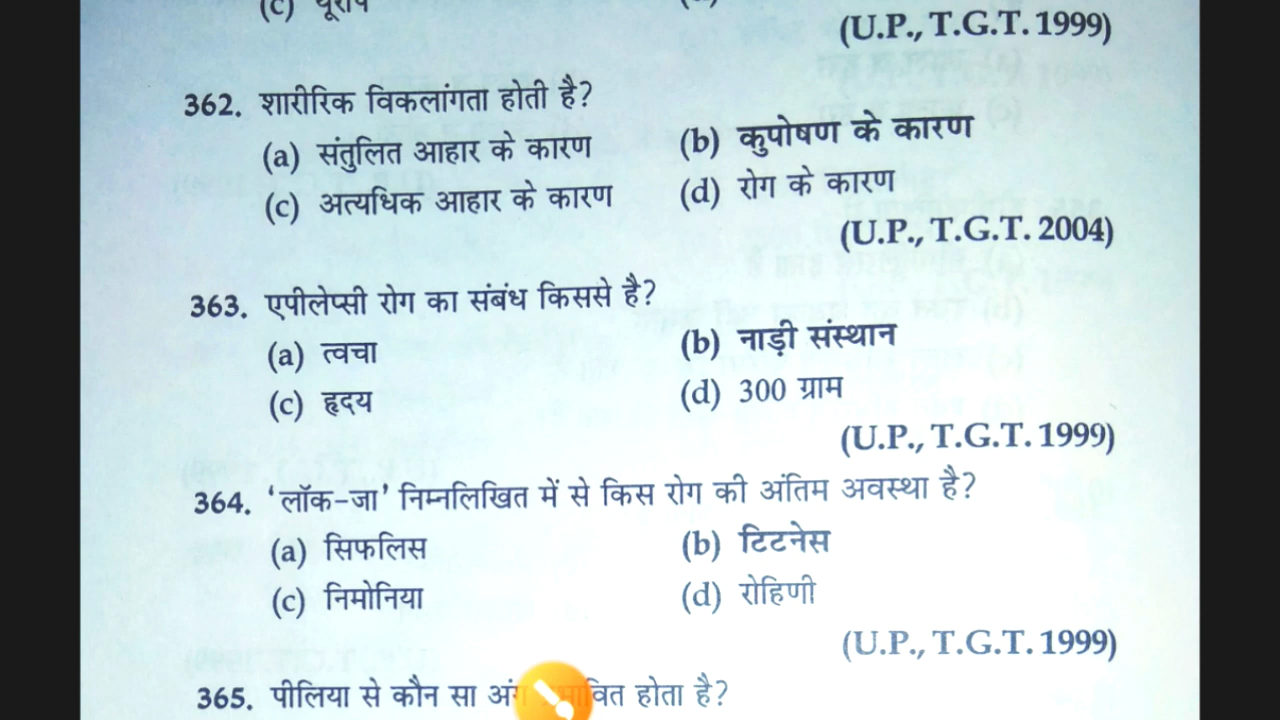 (c) यूरोप
(U.P., T.G.T. 1999)
362. शारीरिक विकलांगता होती है?
(a) संतुलित आहार के कारण (b) कुपोषण के कारण
(c) अत्यधिक आहार के कारण (d) रोग के कारण
(U.P., T.G.T. 2004)
363. एपीलेप्सी रोग का संबंध किससे है?
(a) त्वचा (b) नाड़ी संस्थान
(c) हृदय (d) 300 ग्राम
(U.P., T.G.T. 1999)
364. ‘लॉक-जा’ निम्नलिखित में से किस रोग की अंतिम अवस्था है?
(a) सिफलिस (b) टिटनेस
(c) निमोनिया (d) रोहिणी
(U.P., T.G.T. 1999)
365. पीलिया से कौन सा अंग होता है?